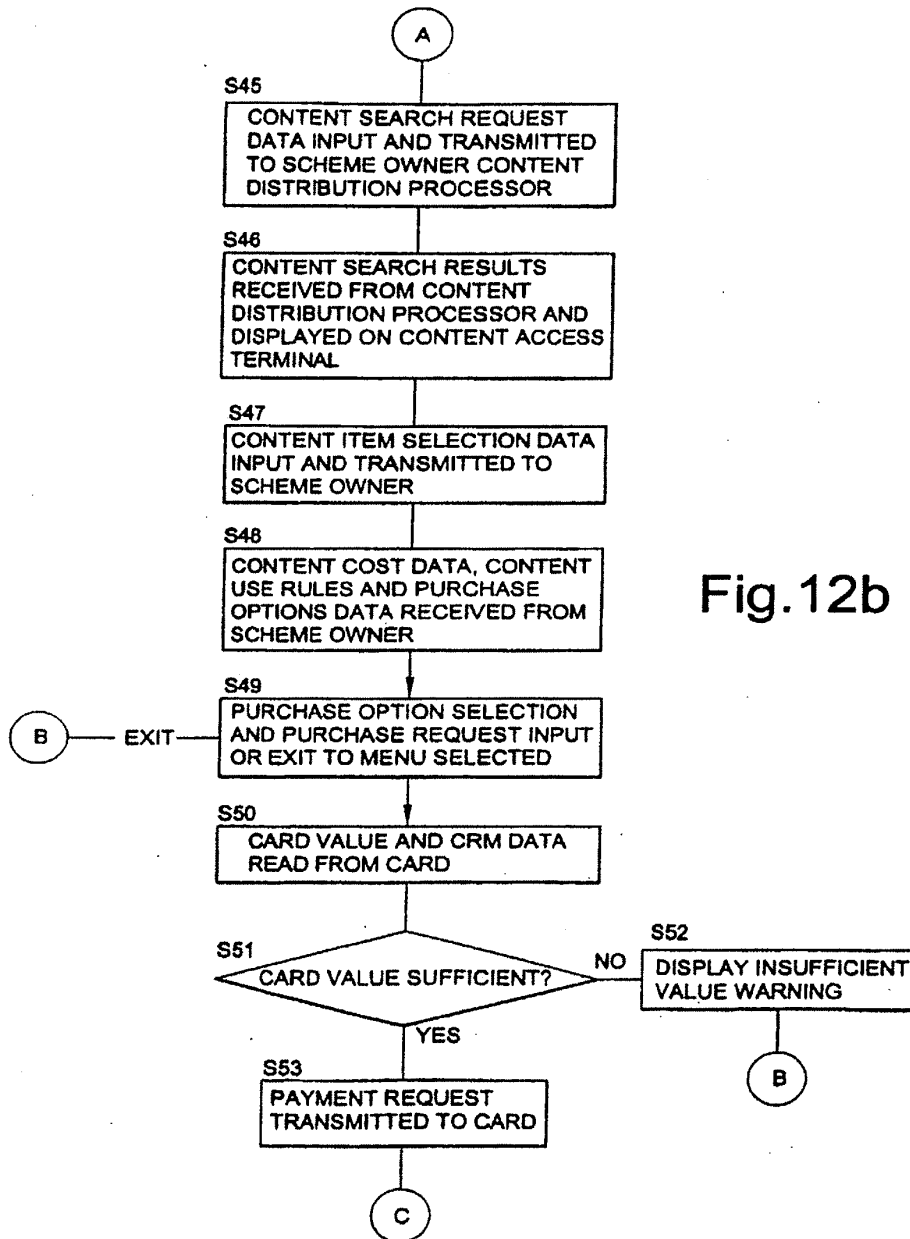 A
S45
CONTENT SEARCH REQUEST
DATA INPUT AND TRANSMITTED
TO SCHEME OWNER CONTENT
DISTRIBUTION PROCESSOR
S46
CONTENT SEARCH RESULTS
RECEIVED FROM CONTENT
DISTRIBUTION PROCESSOR AND
DISPLAYED ON CONTENT ACCESS
TERMINAL
S47
CONTENT ITEM SELECTION DATA
INPUT AND TRANSMITTED TO
SCHEME OWNER
S48
CONTENT COST DATA, CONTENT
USE RULES AND PURCHASE
OPTIONS DATA RECEIVED FROM
SCHEME OWNER
Fig.12b
S49
PURCHASE OPTION SELECTION
AND PURCHASE REQUEST INPUT
OR EXIT TO MENU SELECTED
B
EXIT
S50
CARD VALUE AND CRM DATA
READ FROM CARD
S51
CARD VALUE SUFFICIENT?
NO
S52
DISPLAY INSUFFICIENT
VALUE WARNING
B
YES
S53
PAYMENT REQUEST
TRANSMITTED TO CARD
C